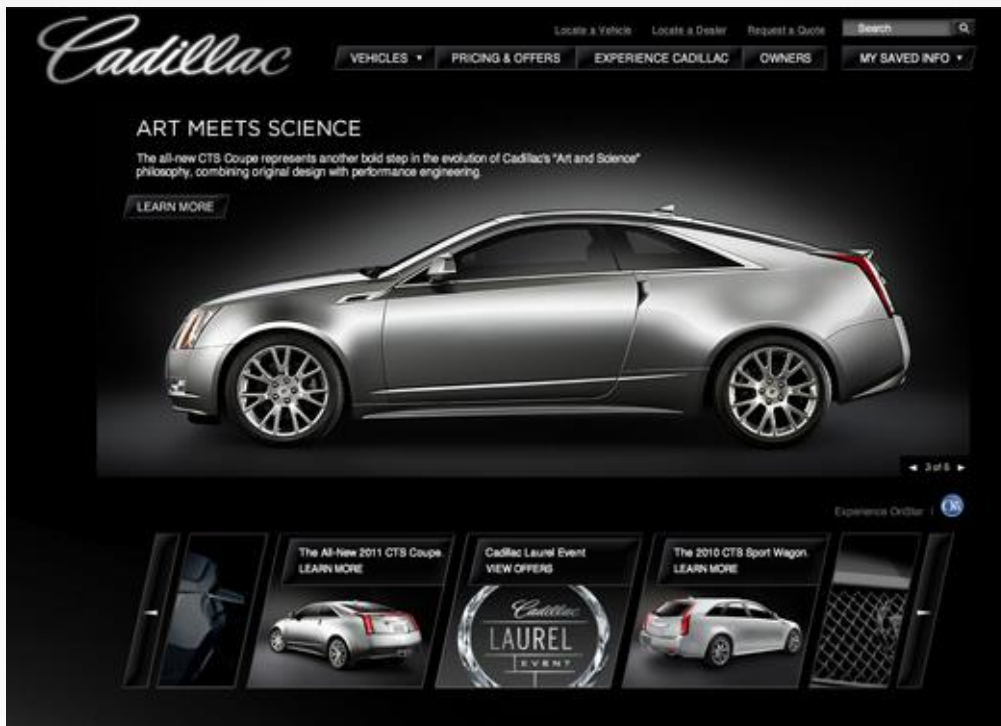 Cadillac
Locate a Vehicle Locate a Dealer Request a Quote Search
VEHICLES PRICING & OFFERS EXPERIENCE CADILLAC OWNERS MY SAVED INFO
ART MEETS SCIENCE
The all-new CTS Coupe represents another bold step in the evolution of Cadillac's "Art and Science"
philosophy, combining original design with performance engineering.
LEARN MORE
3 of 6
Experience OnStar |
The All-New 2011 CTS Coupe.
LEARN MORE
Cadillac Laurel Event
VIEW OFFERS
The 2010 CTS Sport Wagon.
LEARN MORE
Cadillac
LAUREL
EVENT